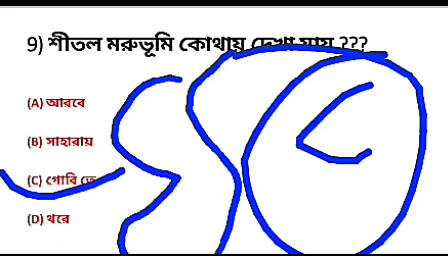 9) শীতল মরুভূমি কোথায় দেখা যায় ???
(A) আরবে
(B) সাহারায়
(C) গোবি তে
(D) থরে